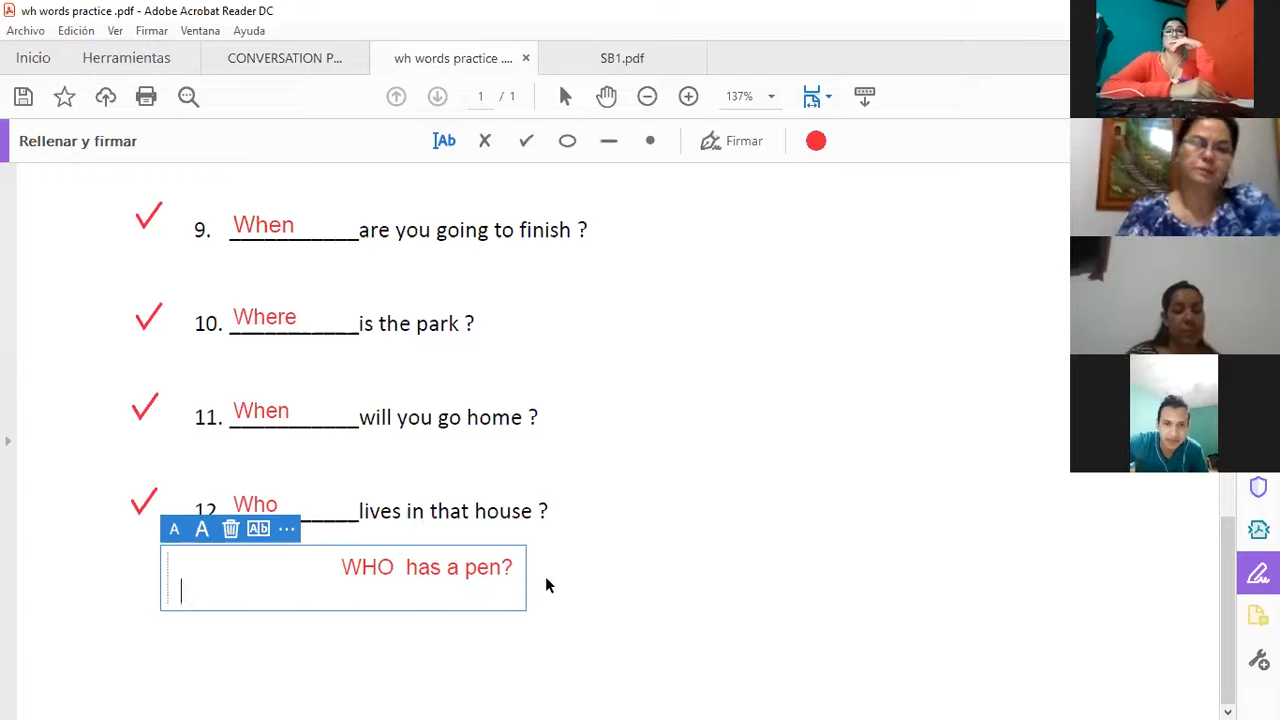 wh words practice .pdf - Adobe Acrobat Reader DC
Archivo Edición Ver Firmar Ventana Ayuda
Inicio Herramientas CONVERSATION P... wh words practice .... × SB1.pdf
1 / 1 137%
Rellenar y firmar Ab Firmar
9. When are you going to finish ?
10. Where is the park ?
11. When will you go home ?
12. Who lives in that house ?
A A Ab ...
WHO has a pen?